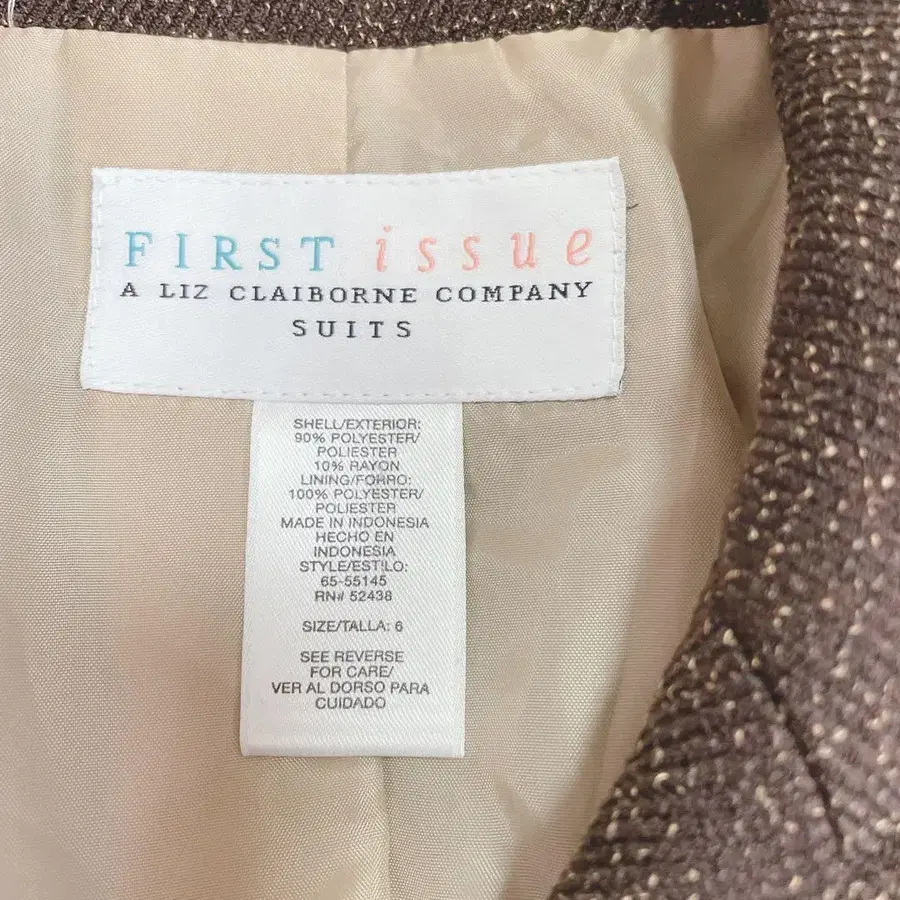 FIRST issue
A LIZ CLAIBORNE COMPANY
SUITS
SHELL/EXTERIOR:
90% POLYESTER/
POLIESTER
10% RAYON
LINING/FORRO:
100% POLYESTER/
POLIESTER
MADE IN INDONESIA
HECHO EN
INDONESIA
STYLE/ESTILO:
65-55145
RN# 52438
SIZE/TALLA: 6
SEE REVERSE
FOR CARE/
VER AL DORSO PARA
CUIDADO